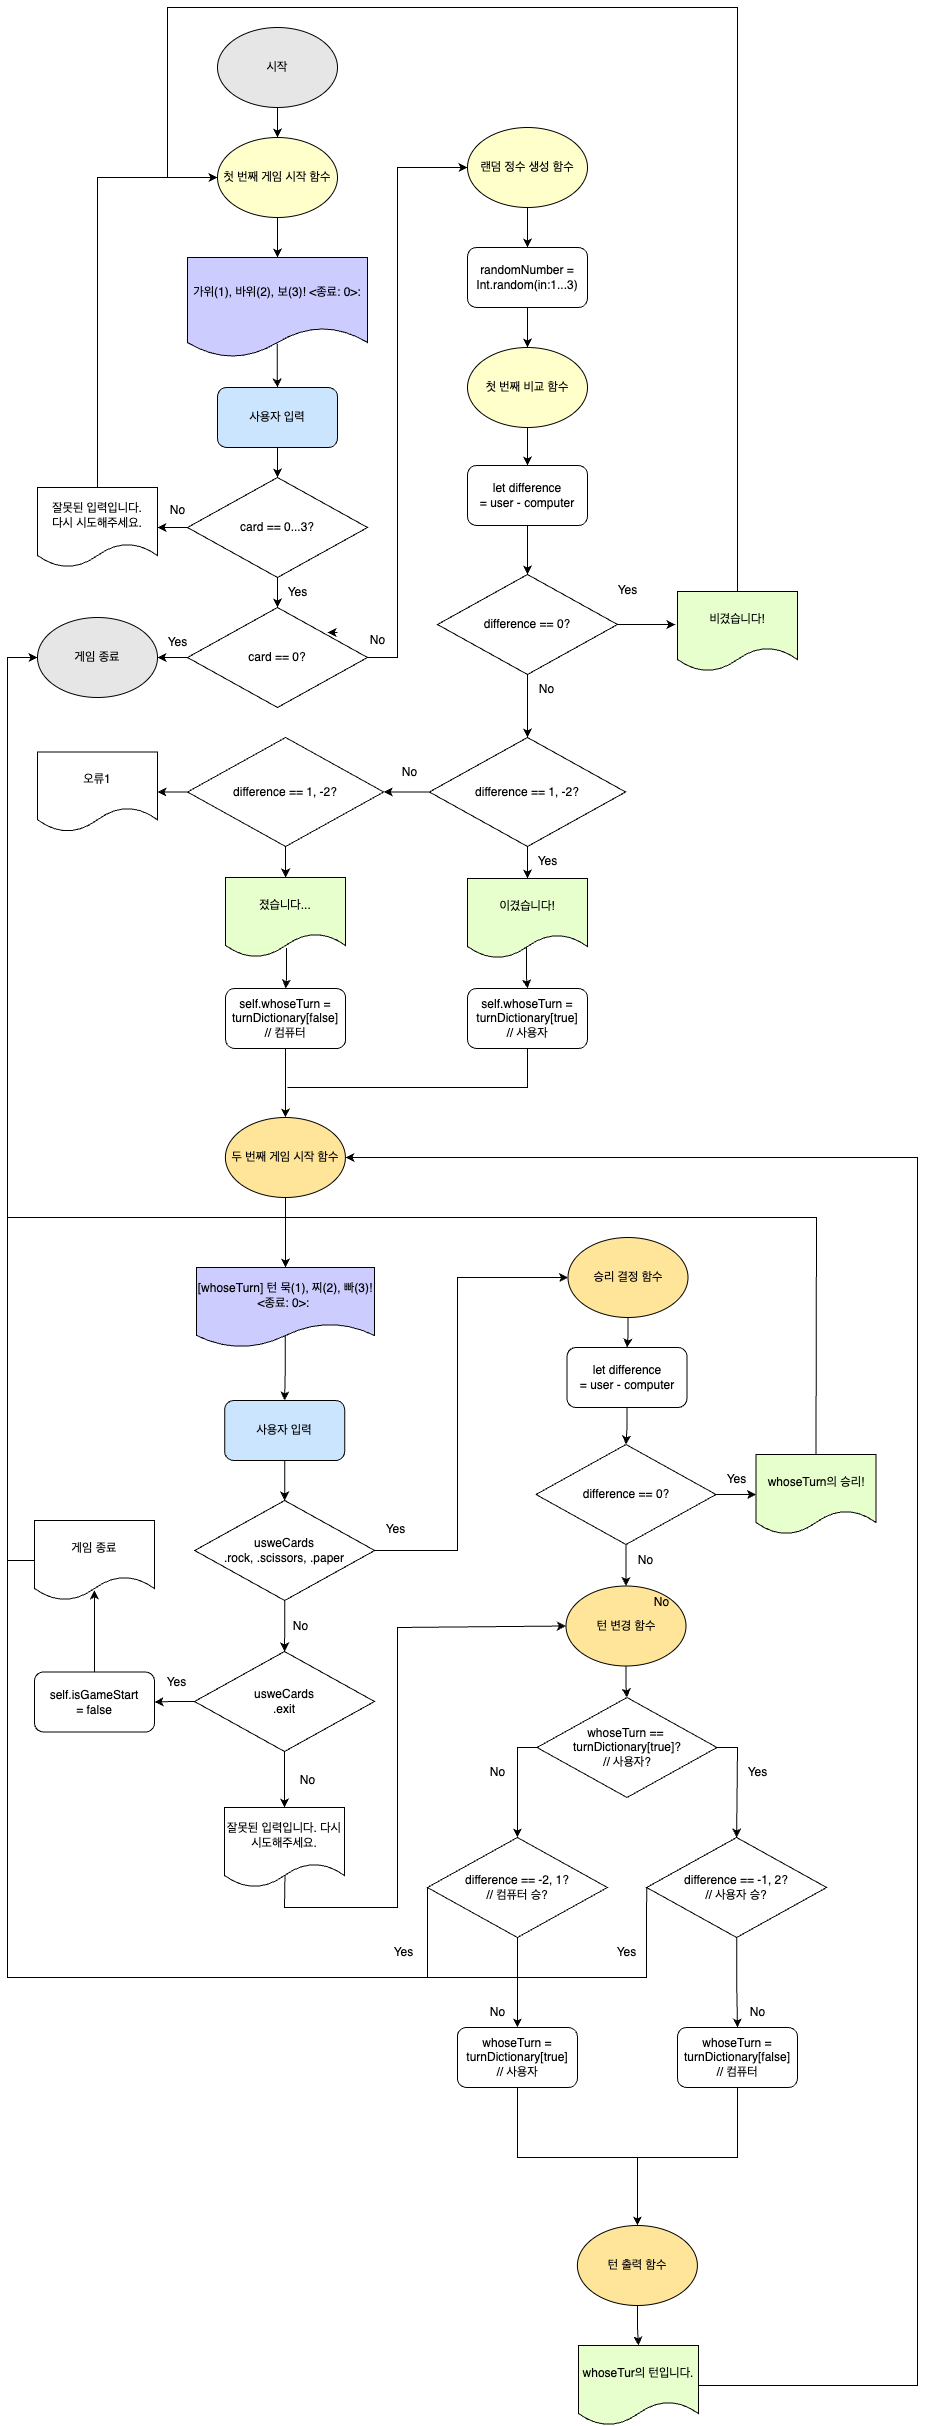 시작
첫 번째 게임 시작 함수
가위(1), 바위(2), 보(3)! <종료: 0>:
사용자 입력
card == 0...3?
No
잘못된 입력입니다.
다시 시도해주세요.
Yes
card == 0?
Yes
게임 종료
No
랜덤 정수 생성 함수
randomNumber =
Int.random(in:1...3)
첫 번째 비교 함수
let difference
= user - computer
difference == 0?
Yes
비겼습니다!
No
difference == 1, -2?
No
difference == 1, -2?
오류1
Yes
졌습니다...
이겼습니다!
self.whoseTurn =
turnDictionary[false]
// 컴퓨터
self.whoseTurn =
turnDictionary[true]
// 사용자
두 번째 게임 시작 함수
[whoseTurn] 턴 묵(1), 찌(2), 빠(3)!
<종료: 0>:
사용자 입력
usweCards
.rock, .scissors, .paper
Yes
No
usweCards
.exit
Yes
self.isGameStart
= false
게임 종료
No
잘못된 입력입니다. 다시
시도해주세요.
승리 결정 함수
let difference
= user - computer
difference == 0?
Yes
whoseTurn의 승리!
No
No
턴 변경 함수
whoseTurn ==
turnDictionary[true]?
// 사용자?
No
Yes
difference == -2, 1?
// 컴퓨터 승?
difference == -1, 2?
// 사용자 승?
Yes
Yes
No
No
whoseTurn =
turnDictionary[true]
// 사용자
whoseTurn =
turnDictionary[false]
// 컴퓨터
턴 출력 함수
whoseTur의 턴입니다.